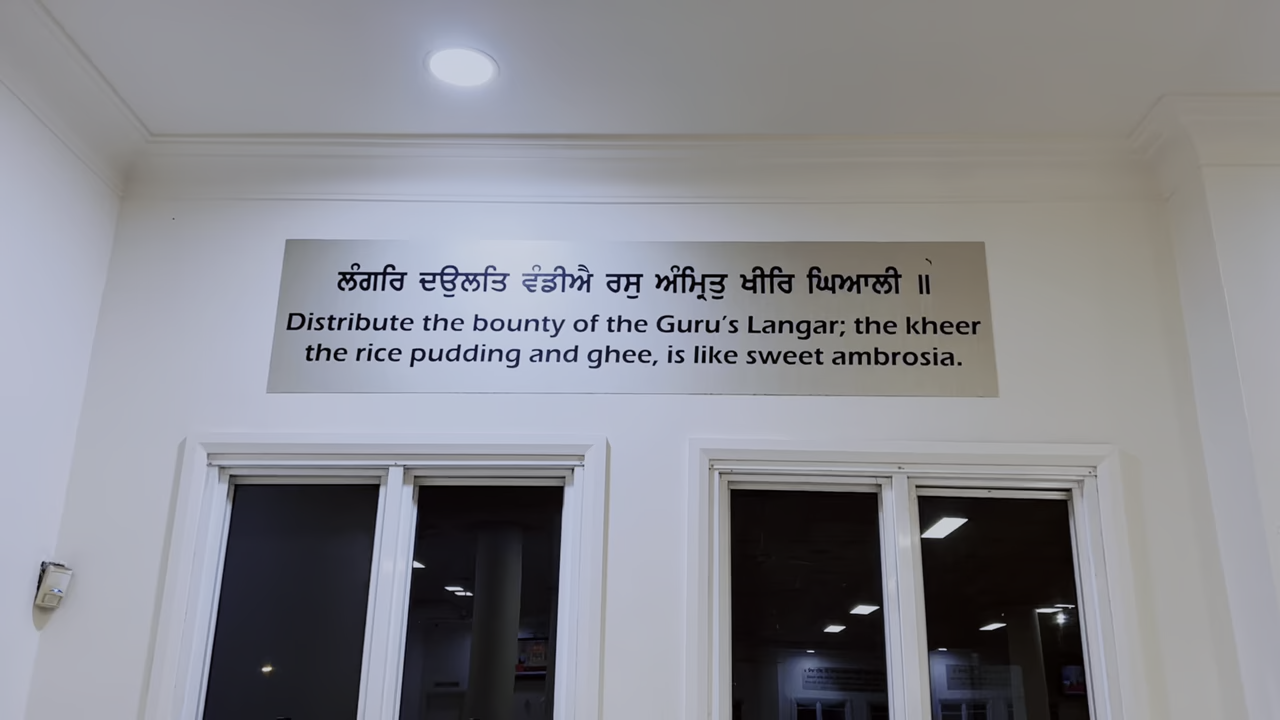 ਲੰਗਰਿ ਦਉਲਤਿ ਵੰਡੀਐ ਰਸੁ ਅੰਮ੍ਰਿਤੁ ਖੀਰਿ ਘਿਆਲੀ ॥
Distribute the bounty of the Guru's Langar; the kheer
the rice pudding and ghee, is like sweet ambrosia.